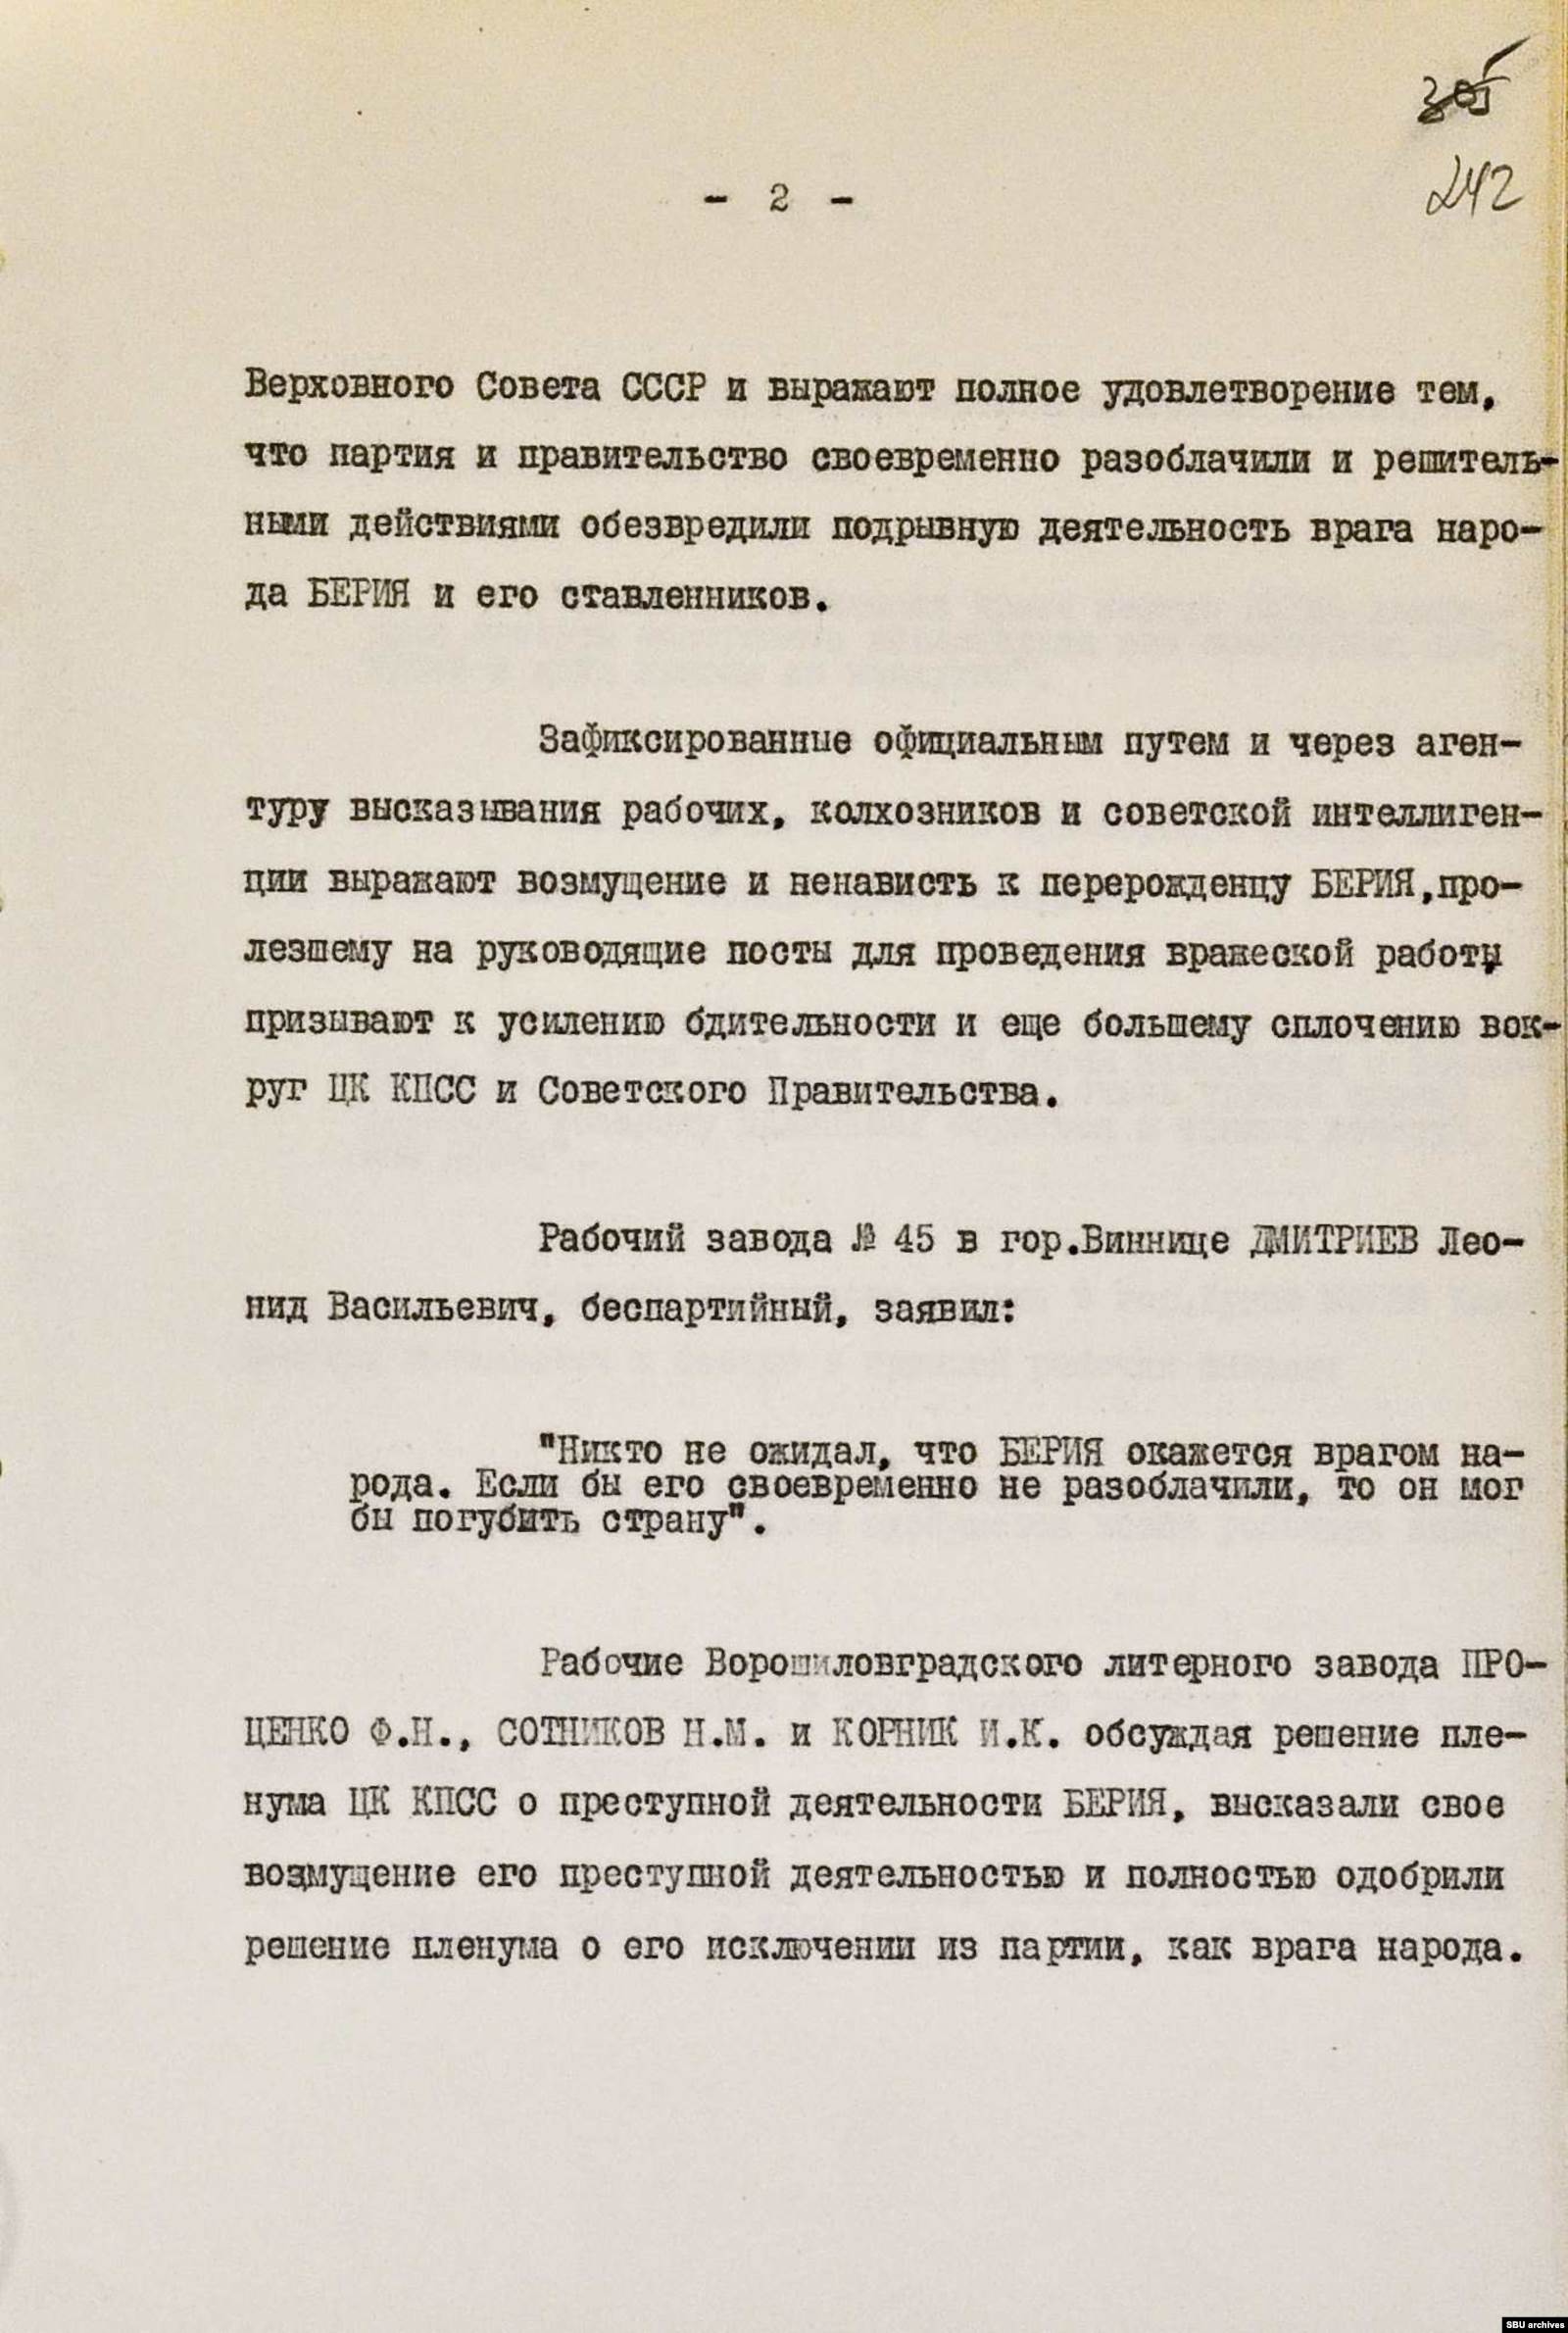 305
242
- 2 -
Верховного Совета СССР и выражают полное удовлетворение тем,
что партия и правительство своевременно разоблачили и решитель-
ными действиями обезвредили подрывную деятельность врага наро-
да БЕРИЯ и его ставленников.
Зафиксированные официальным путем и через аген-
туру высказывания рабочих, колхозников и советской интеллиген-
ции выражают возмущение и ненависть к перерожденцу БЕРИЯ,про-
лезшему на руководящие посты для проведения вражеской работы,
призывают к усилению бдительности и еще большему сплочению вок-
руг ЦК КПСС и Советского Правительства.
Рабочий завода № 45 в гор.Виннице ДМИТРИЕВ Лео-
нид Васильевич, беспартийный, заявил:
"Никто не ожидал, что БЕРИЯ окажется врагом на-
рода. Если бы его своевременно не разоблачили, то он мог
бы погубить страну".
Рабочие Ворошиловградского литерного завода ПРО-
ЦЕНКО Ф.Н., СОТНИКОВ Н.М. и КОРНИК И.К. обсуждая решение пле-
нума ЦК КПСС о преступной деятельности БЕРИЯ, высказали свое
возмущение его преступной деятельностью и полностью одобрили
решение пленума о его исключении из партии, как врага народа.
SBU archives